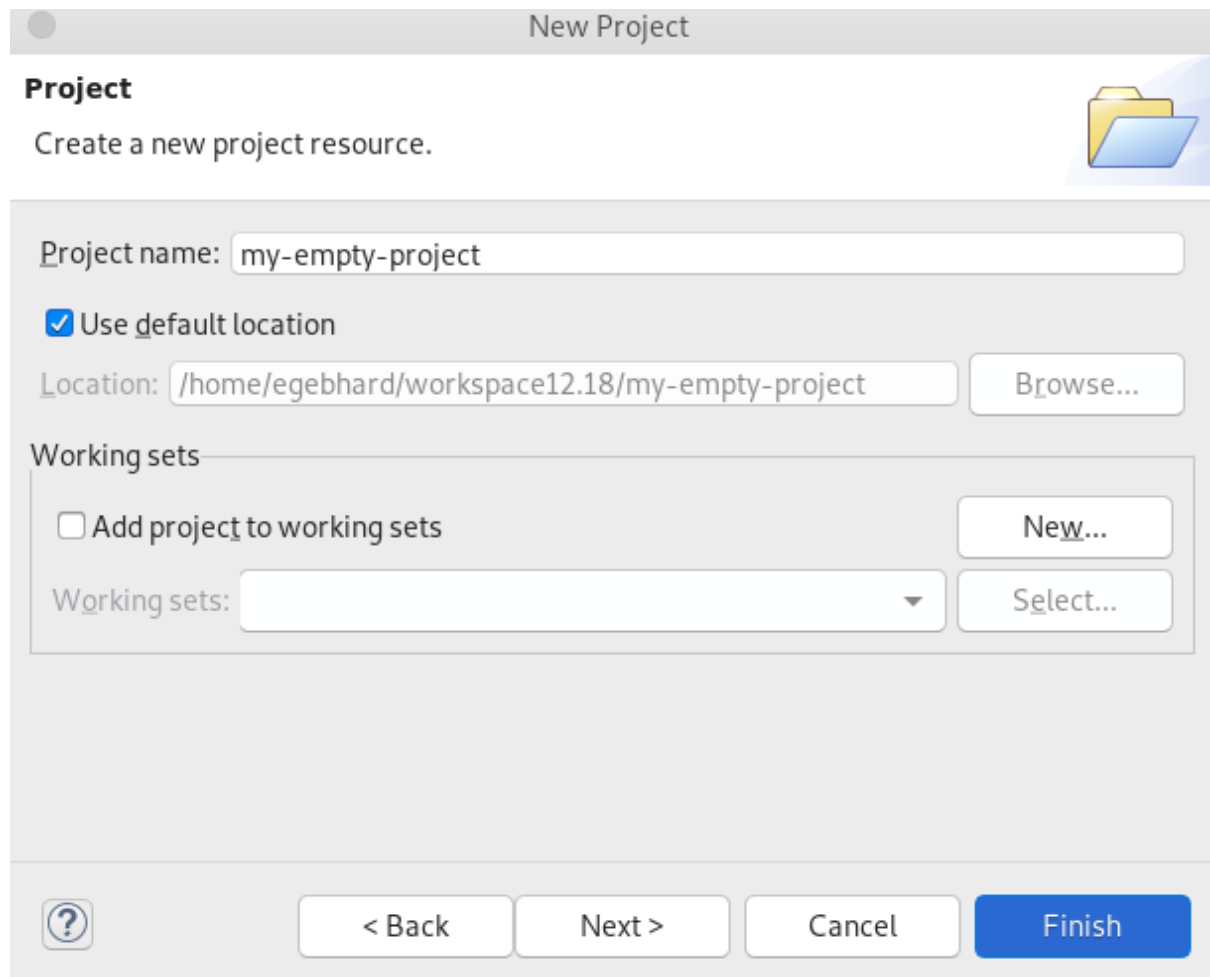 New Project
Project
Create a new project resource.
Project name: my-empty-project
Use default location
Location: /home/egebhard/workspace12.18/my-empty-project Browse...
Working sets
Add project to working sets New...
Working sets: Select...
? < Back Next > Cancel Finish